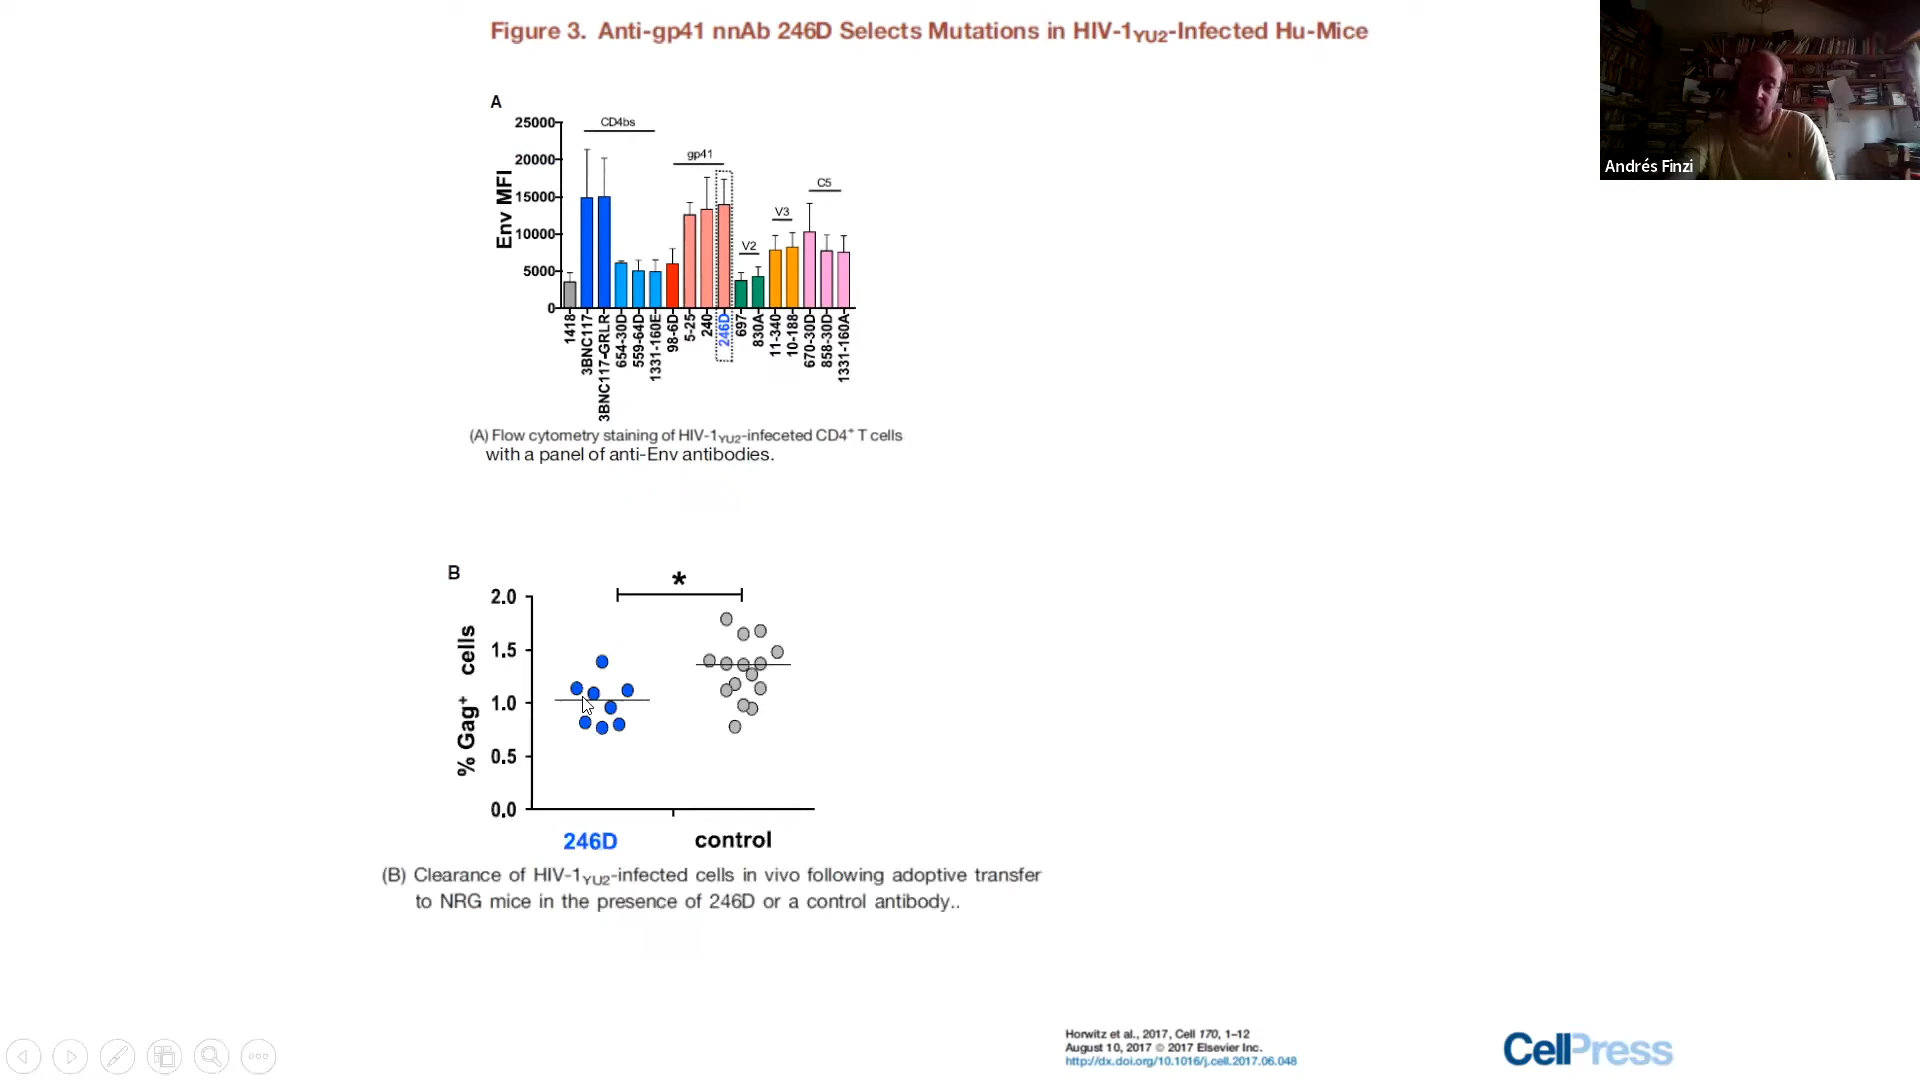 Figure 3. Anti-gp41 nnAb 246D Selects Mutations in HIV-1YU2-Infected Hu-Mice
Andrés Finzi
A
Env MFI
25000
20000
15000
10000
5000
0
CD4bs
gp41
V2
V3
C5
1418
3BNC117
3BNC117-GRLR
654-30D
559-64D
1331-160E
98-6D
5-25
240
246D
697
830A
11-340
10-188
670-30D
858-30D
1331-160A
(A) Flow cytometry staining of HIV-1YU2-infeceted CD4+ T cells
with a panel of anti-Env antibodies.
B
% Gag+ cells
2.0
1.5
1.0
0.5
0.0
*
246D
control
(B) Clearance of HIV-1YU2-infected cells in vivo following adoptive transfer
to NRG mice in the presence of 246D or a control antibody..
Horwitz et al., 2017, Cell 170, 1–12
August 10, 2017 © 2017 Elsevier Inc.
http://dx.doi.org/10.1016/j.cell.2017.06.048
CellPress